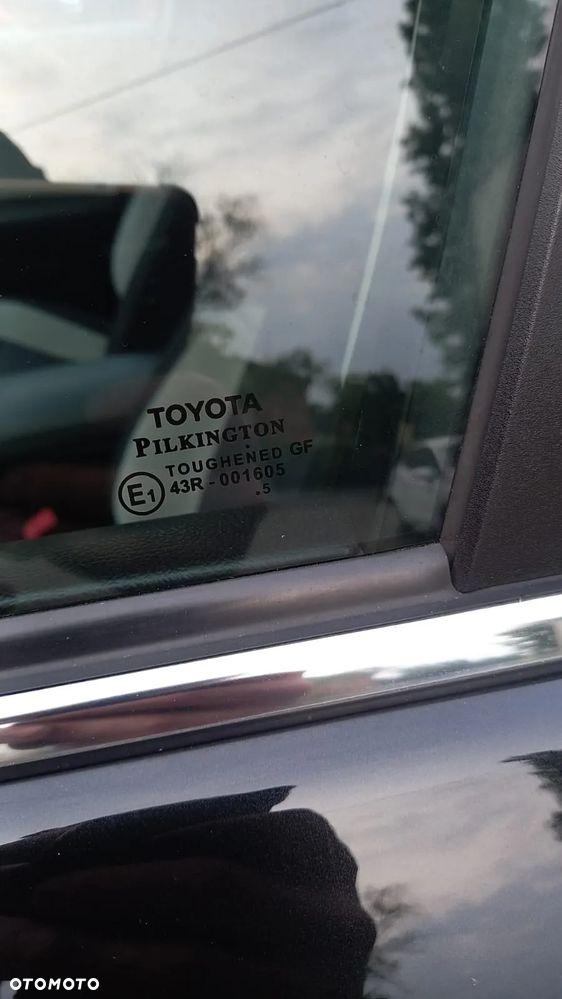 TOYOTA
PILKINGTON
TOUGHENED GF
E1 43R-001605
.5
OTOMOTO